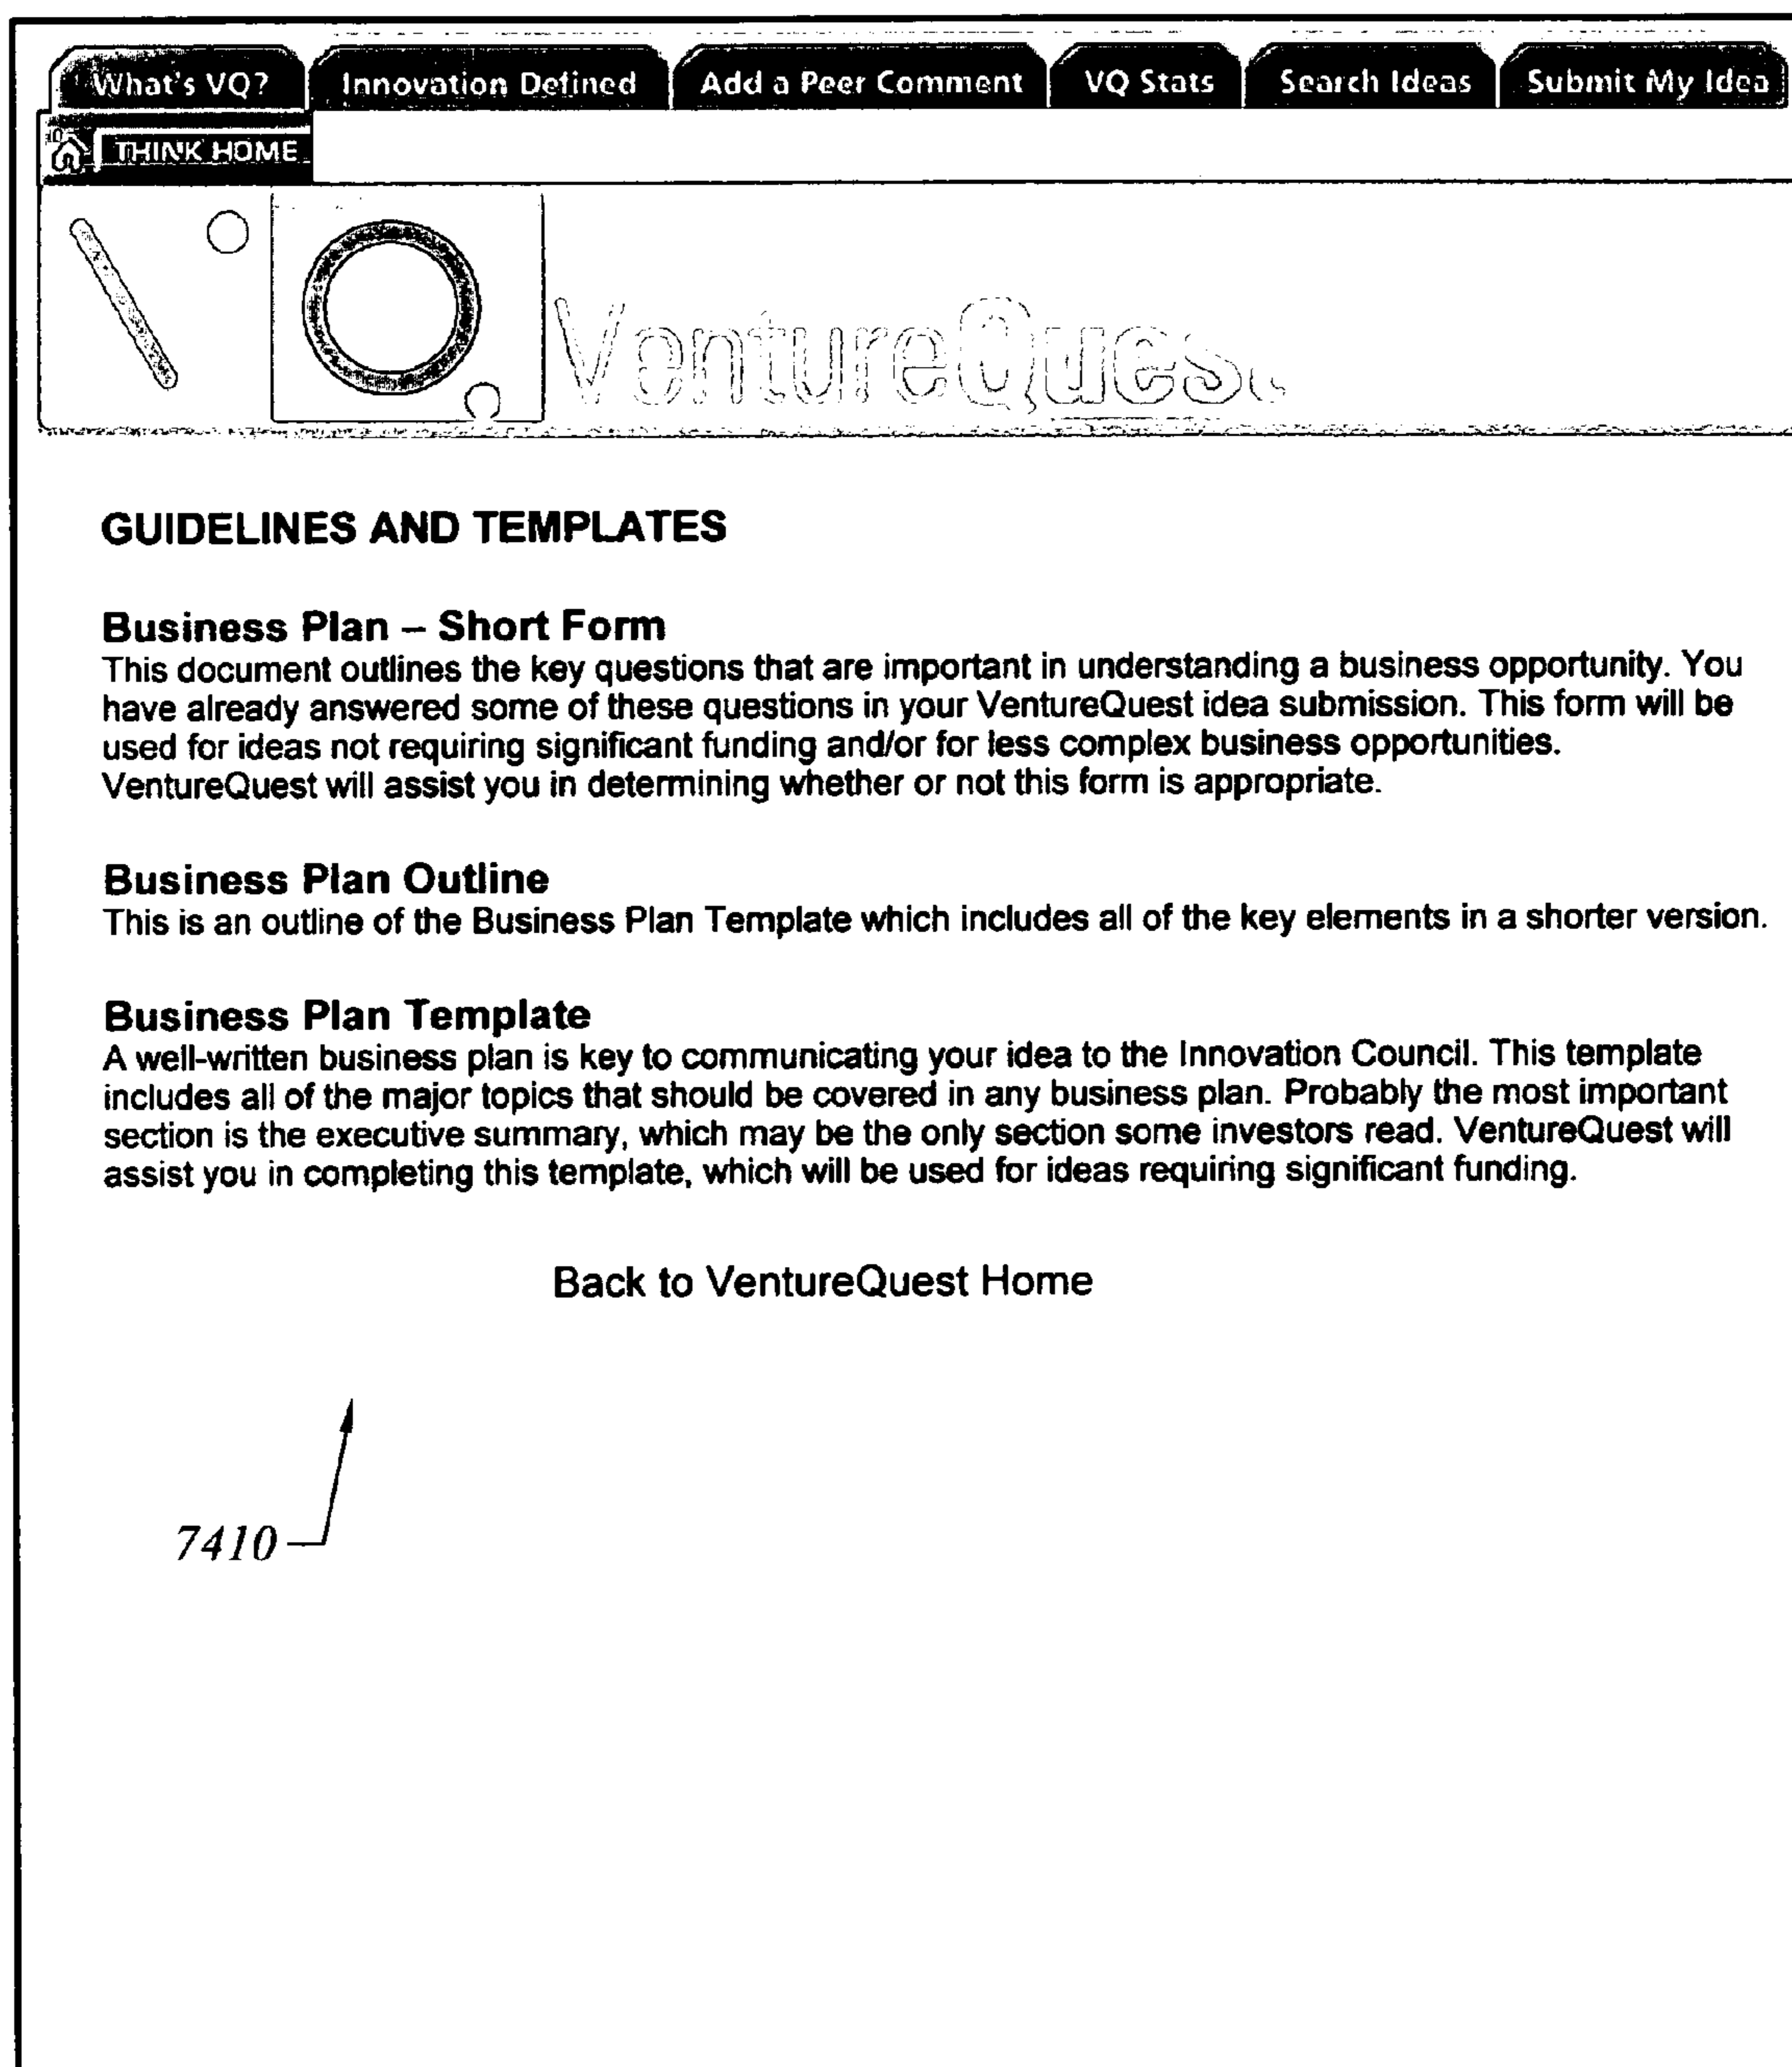 What's VQ? Innovation Defined Add a Peer Comment VQ Stats Search Ideas Submit My Idea
THINK HOME
VentureQuest
GUIDELINES AND TEMPLATES
Business Plan – Short Form
This document outlines the key questions that are important in understanding a business opportunity. You
have already answered some of these questions in your VentureQuest idea submission. This form will be
used for ideas not requiring significant funding and/or for less complex business opportunities.
VentureQuest will assist you in determining whether or not this form is appropriate.
Business Plan Outline
This is an outline of the Business Plan Template which includes all of the key elements in a shorter version.
Business Plan Template
A well-written business plan is key to communicating your idea to the Innovation Council. This template
includes all of the major topics that should be covered in any business plan. Probably the most important
section is the executive summary, which may be the only section some investors read. VentureQuest will
assist you in completing this template, which will be used for ideas requiring significant funding.
Back to VentureQuest Home
7410